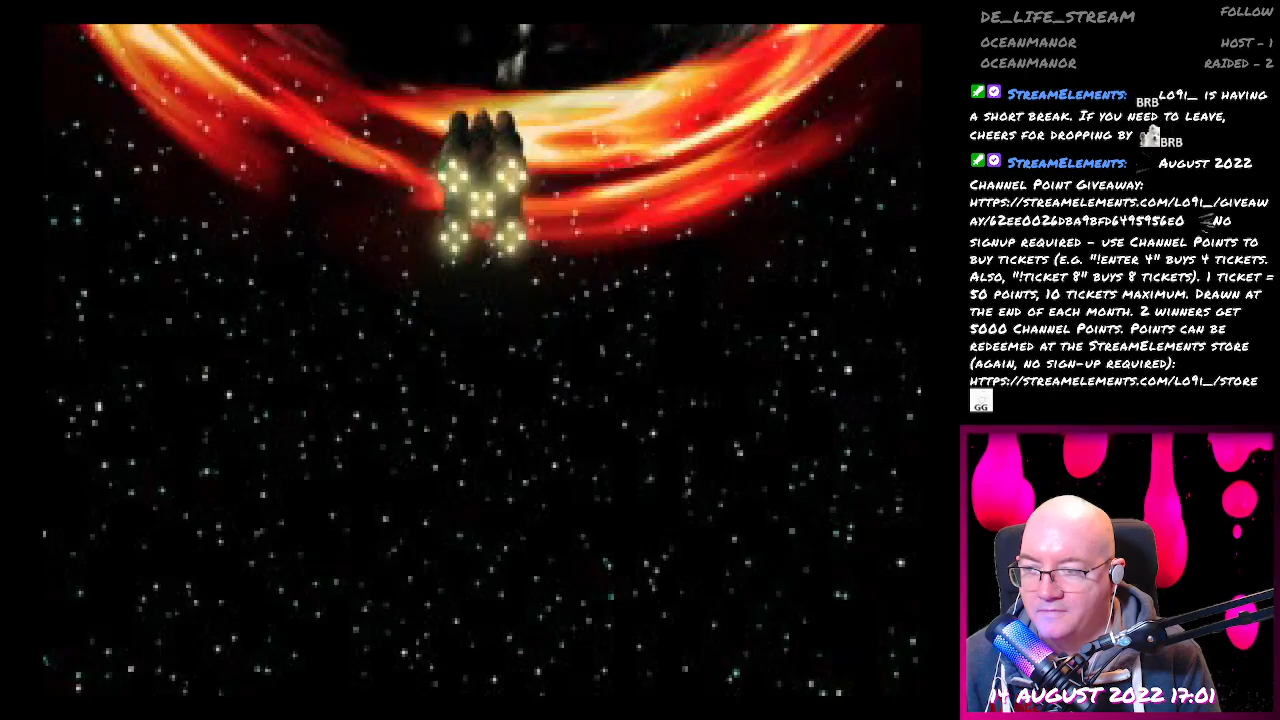 DE_LIFE_STREAM FOLLOW
OCEANMANOR HOST - 1
OCEANMANOR RAIDED - 2
StreamElements: BRB LO9I_ IS HAVING
A SHORT BREAK. IF YOU NEED TO LEAVE,
CHEERS FOR DROPPING BY BRB
StreamElements: AUGUST 2022
CHANNEL POINT GIVEAWAY:
HTTPS://STREAMELEMENTS.COM/LO9I_/GIVEAW
AY/62EE0026DBA9BFD6495956E0 NO
SIGNUP REQUIRED - USE CHANNEL POINTS TO
BUY TICKETS (E.G. "!ENTER 4" BUYS 4 TICKETS.
ALSO, "!TICKET 8" BUYS 8 TICKETS). 1 TICKET =
50 POINTS, 10 TICKETS MAXIMUM. DRAWN AT
THE END OF EACH MONTH. 2 WINNERS GET
5000 CHANNEL POINTS. POINTS CAN BE
REDEEMED AT THE STREAMELEMENTS STORE
(AGAIN, NO SIGN-UP REQUIRED):
HTTPS://STREAMELEMENTS.COM/LO9I_/STORE
GG
14 AUGUST 2022 17:01